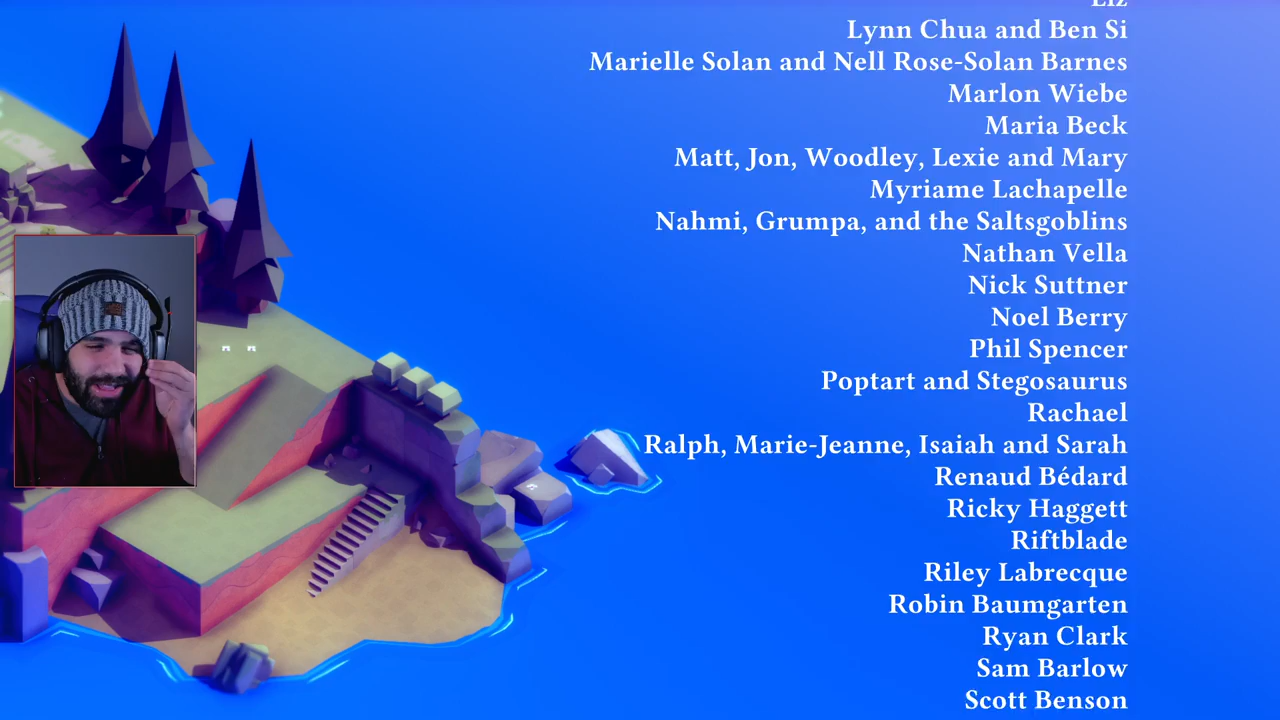 Liz
Lynn Chua and Ben Si
Marielle Solan and Nell Rose-Solan Barnes
Marlon Wiebe
Maria Beck
Matt, Jon, Woodley, Lexie and Mary
Myriame Lachapelle
Nahmi, Grumpa, and the Saltsgoblins
Nathan Vella
Nick Suttner
Noel Berry
Phil Spencer
Poptart and Stegosaurus
Rachael
Ralph, Marie-Jeanne, Isaiah and Sarah
Renaud Bédard
Ricky Haggett
Riftblade
Riley Labrecque
Robin Baumgarten
Ryan Clark
Sam Barlow
Scott Benson